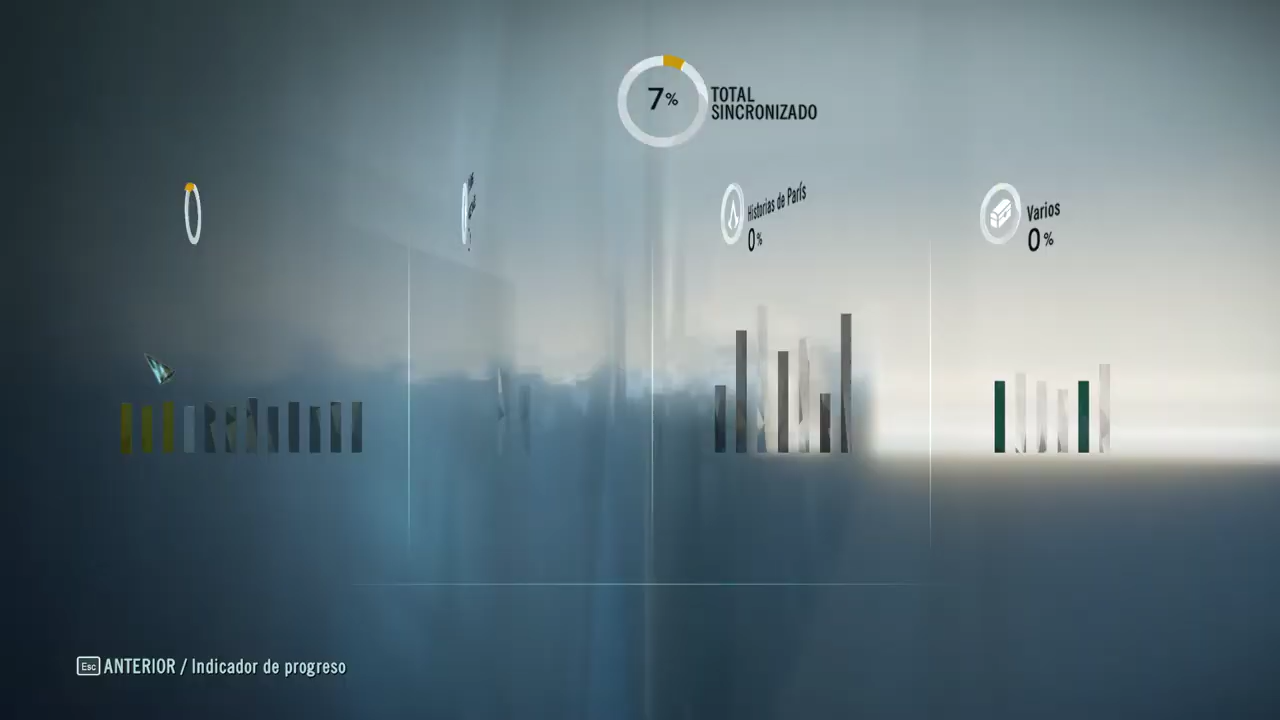 7%
TOTAL
SINCRONIZADO
Historias de París
0%
Varios
0%
Esc ANTERIOR / Indicador de progreso